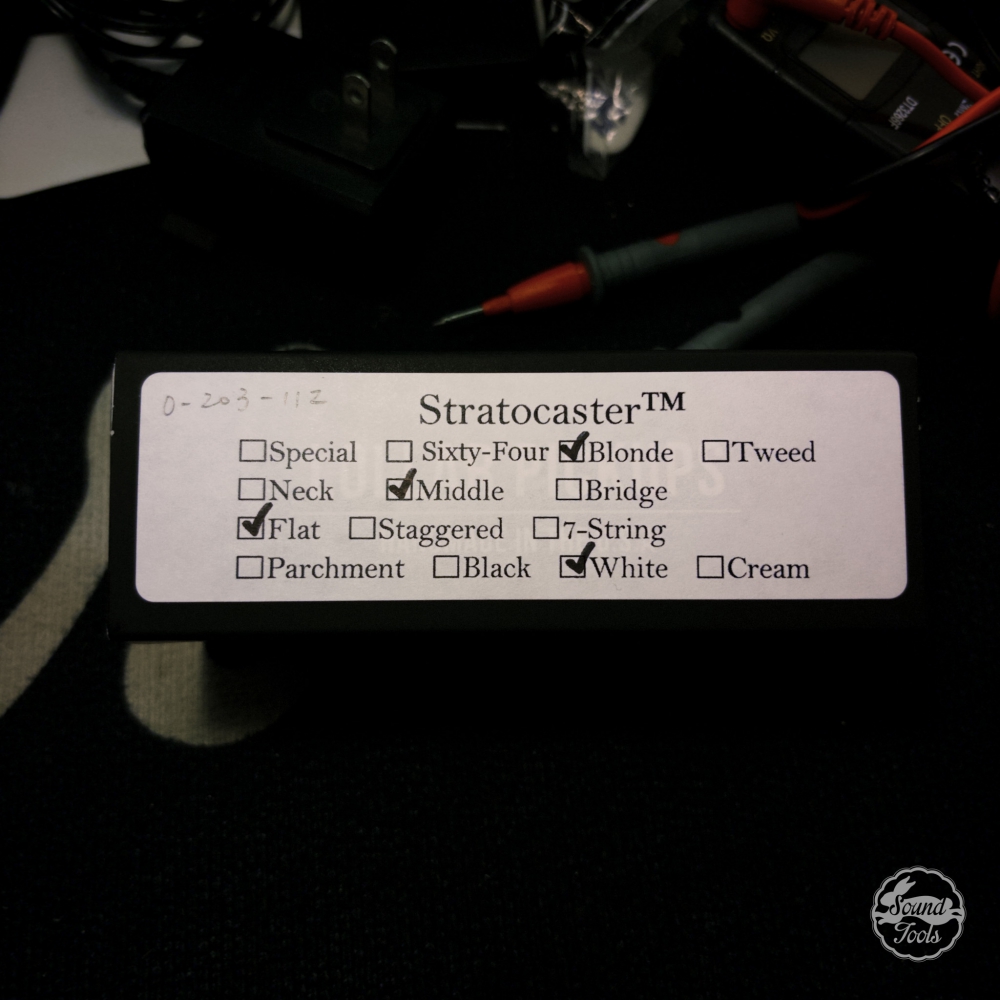 0-203-112
Stratocaster™
☐Special ☐ Sixty-Four ☑Blonde ☐Tweed
☐Neck ☑Middle ☐Bridge
☑Flat ☐Staggered ☐7-String
☐Parchment ☐Black ☑White ☐Cream
Sound
Tools